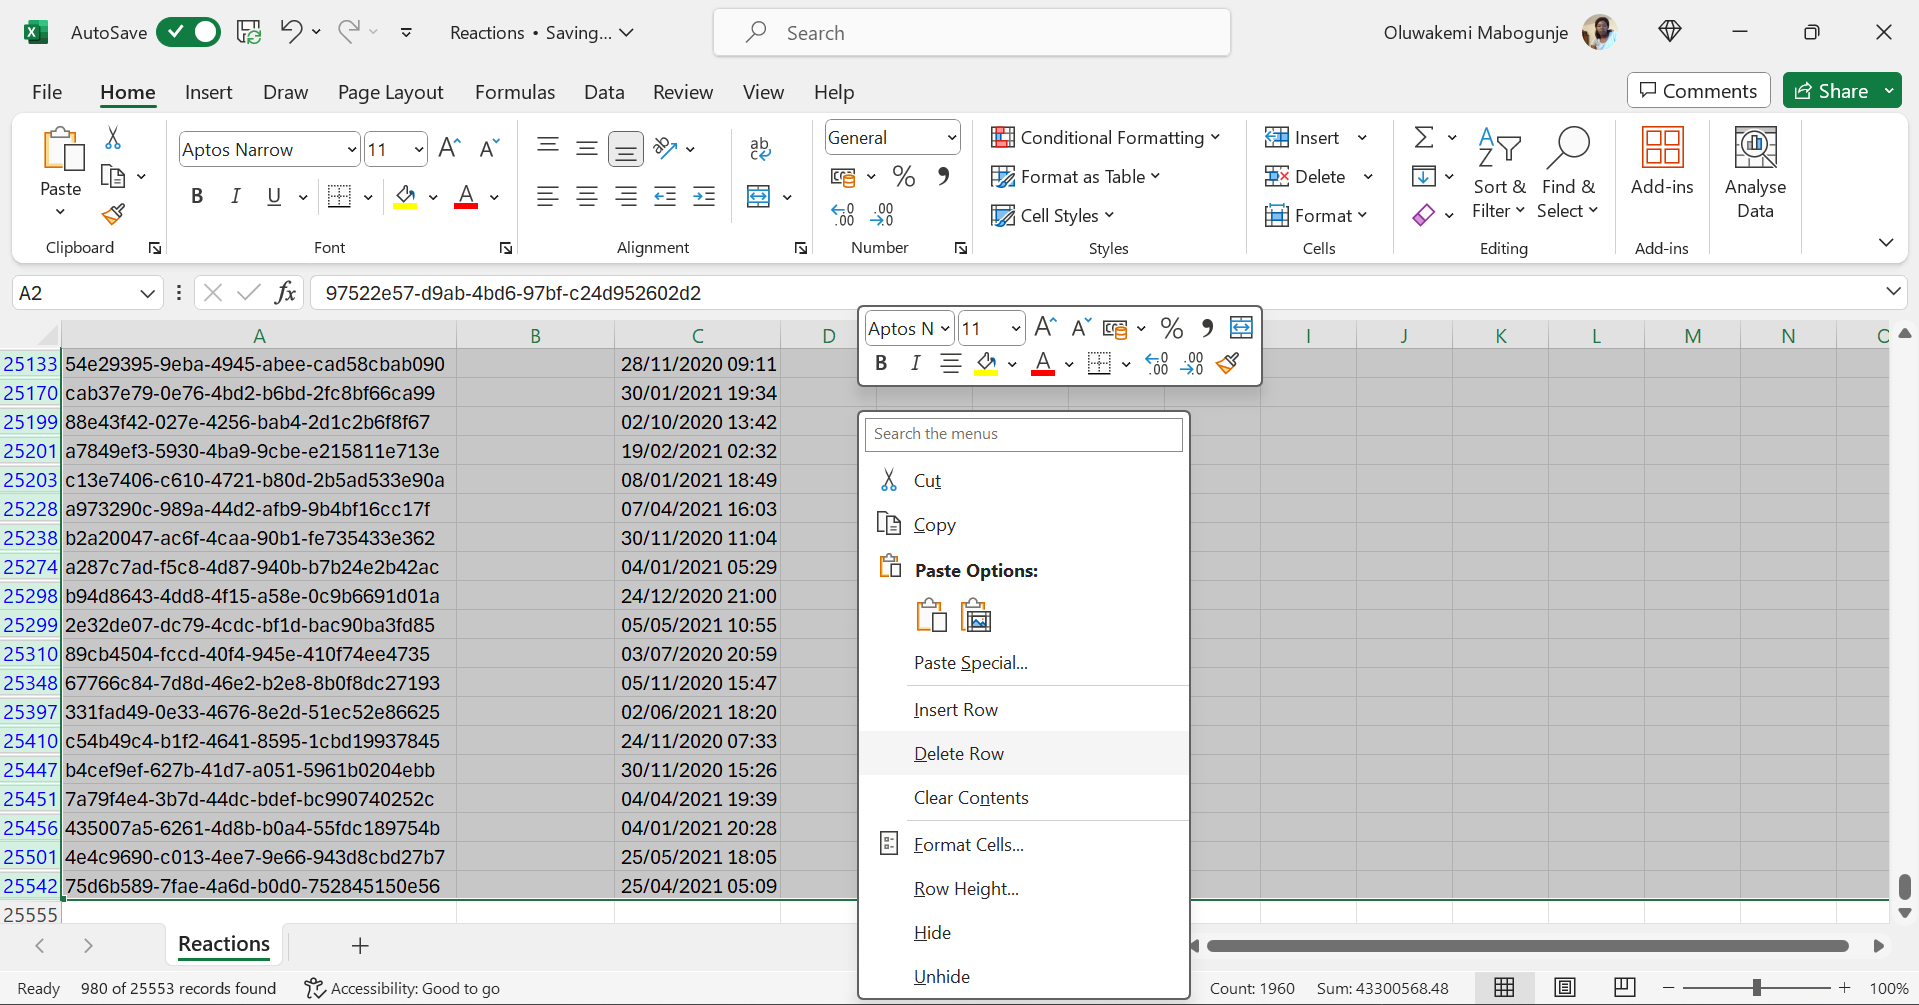 AutoSave
Reactions • Saving...
Search
Oluwakemi Mabogunje
File Home Insert Draw Page Layout Formulas Data Review View Help
Comments
Share
Paste
Clipboard
Aptos Narrow 11
B I U A
Font
ab
Alignment
General
% ,
Number
Conditional Formatting
Format as Table
Cell Styles
Styles
Insert
Delete
Format
Cells
Sort &
Filter
Find &
Select
Editing
Add-ins
Add-ins
Analyse
Data
A2
fx
97522e57-d9ab-4bd6-97bf-c24d952602d2
Aptos N 11
B I A
A B C D I J K L M N O
25133 54e29395-9eba-4945-abee-cad58cbab090 28/11/2020 09:11
25170 cab37e79-0e76-4bd2-b6bd-2fc8bf66ca99 30/01/2021 19:34
25199 88e43f42-027e-4256-bab4-2d1c2b6f8f67 02/10/2020 13:42
25201 a7849ef3-5930-4ba9-9cbe-e215811e713e 19/02/2021 02:32
25203 c13e7406-c610-4721-b80d-2b5ad533e90a 08/01/2021 18:49
25228 a973290c-989a-44d2-afb9-9b4bf16cc17f 07/04/2021 16:03
25238 b2a20047-ac6f-4caa-90b1-fe735433e362 30/11/2020 11:04
25274 a287c7ad-f5c8-4d87-940b-b7b24e2b42ac 04/01/2021 05:29
25298 b94d8643-4dd8-4f15-a58e-0c9b6691d01a 24/12/2020 21:00
25299 2e32de07-dc79-4cdc-bf1d-bac90ba3fd85 05/05/2021 10:55
25310 89cb4504-fccd-40f4-945e-410f74ee4735 03/07/2020 20:59
25348 67766c84-7d8d-46e2-b2e8-8b0f8dc27193 05/11/2020 15:47
25397 331fad49-0e33-4676-8e2d-51ec52e86625 02/06/2021 18:20
25410 c54b49c4-b1f2-4641-8595-1cbd19937845 24/11/2020 07:33
25447 b4cef9ef-627b-41d7-a051-5961b0204ebb 30/11/2020 15:26
25451 7a79f4e4-3b7d-44dc-bdef-bc990740252c 04/04/2021 19:39
25456 435007a5-6261-4d8b-b0a4-55fdc189754b 04/01/2021 20:28
25501 4e4c9690-c013-4ee7-9e66-943d8cbd27b7 25/05/2021 18:05
25542 75d6b589-7fae-4a6d-b0d0-752845150e56 25/04/2021 05:09
25555
Search the menus
Cut
Copy
Paste Options:
Paste Special...
Insert Row
Delete Row
Clear Contents
Format Cells...
Row Height...
Hide
Unhide
Reactions
Ready 980 of 25553 records found Accessibility: Good to go
Count: 1960 Sum: 43300568.48 100%